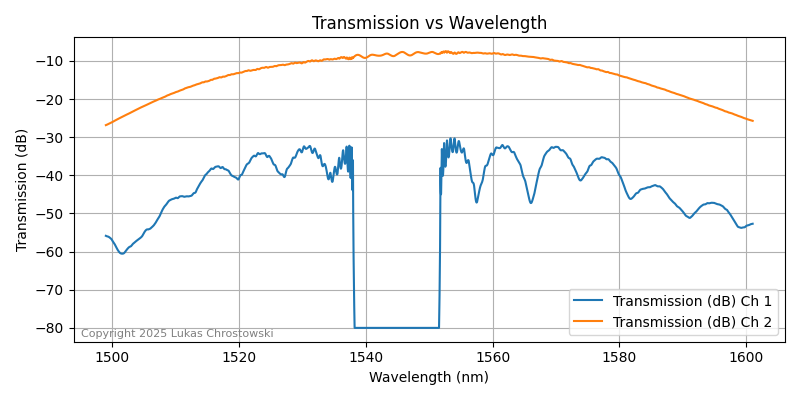 Transmission vs Wavelength
Transmission (dB)
−10
−20
−30
−40
−50
−60
−70
−80
Transmission (dB) Ch 1
Transmission (dB) Ch 2
Copyright 2025 Lukas Chrostowski
1500
1520
1540
1560
1580
1600
Wavelength (nm)